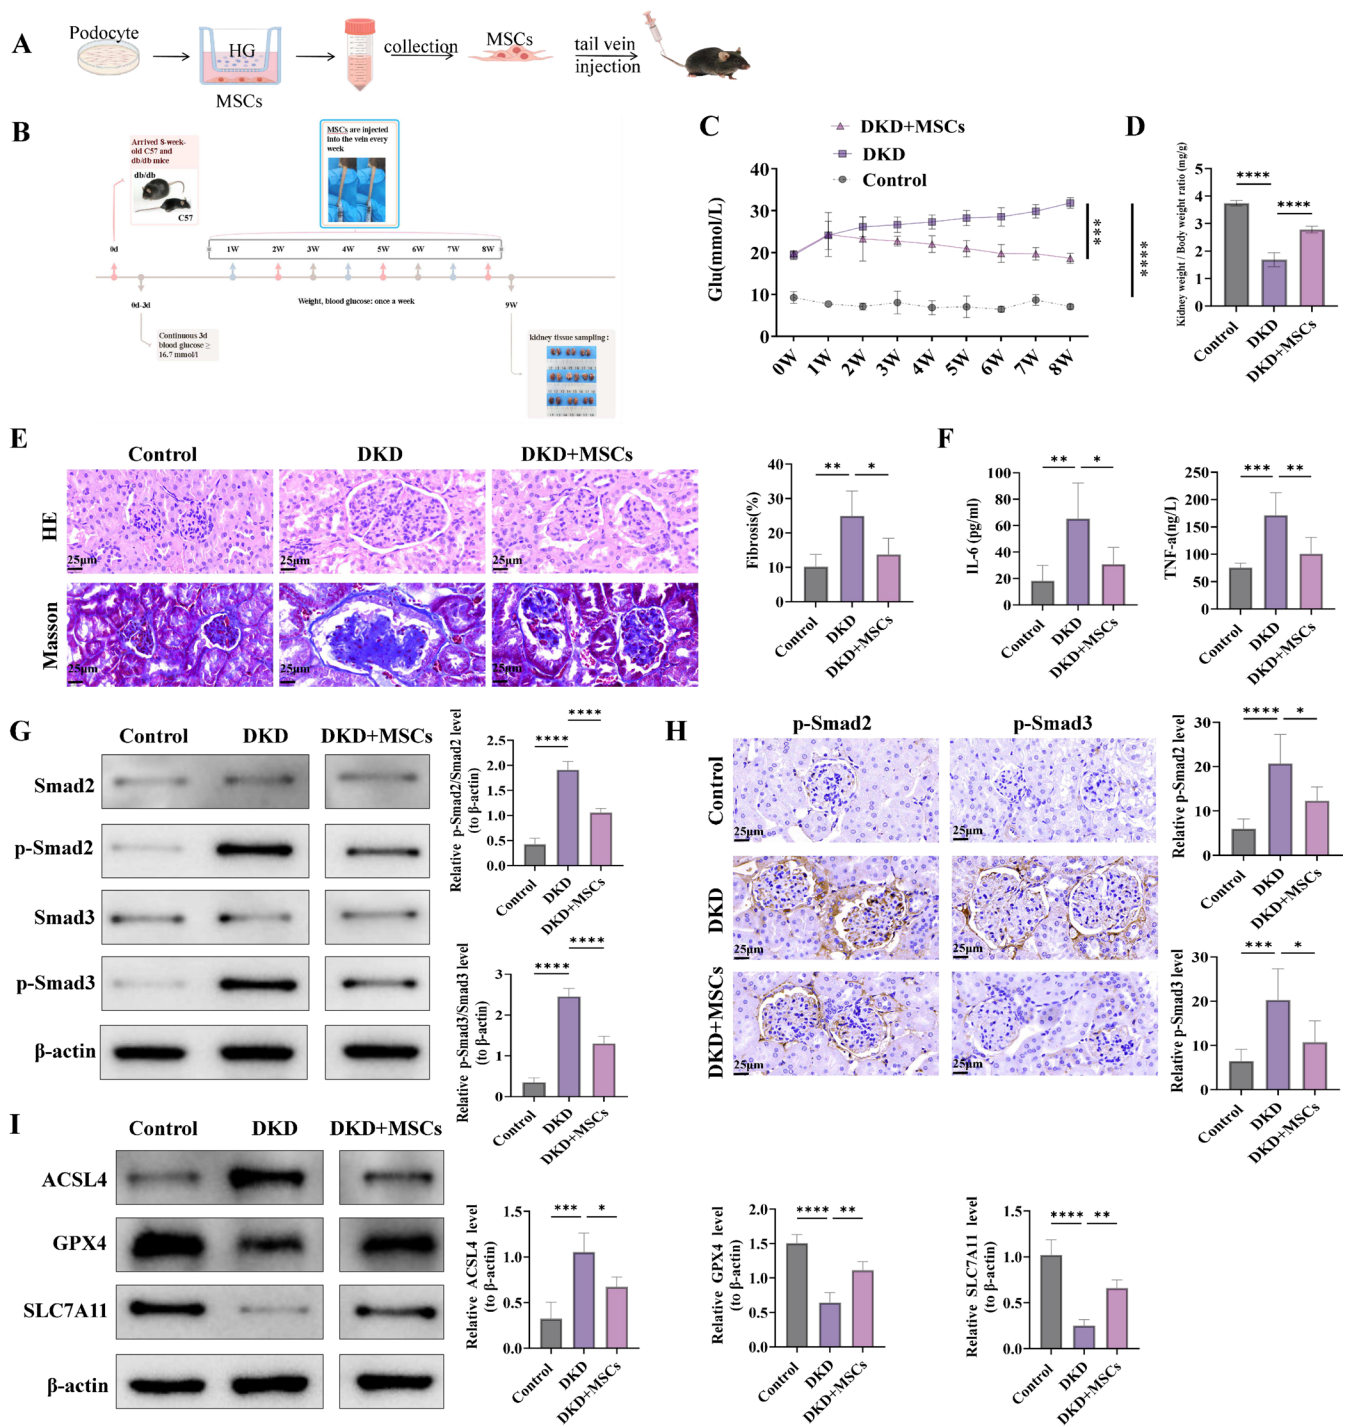 A
Podocyte
HG
MSCs
collection
MSCs
tail vein
injection
B
Arrived 8-week-
old C57 and
db/db mice
db/db
C57
MSCs are injected
into the vein every
week
0d
1W 2W 3W 4W 5W 6W 7W 8W
0d-3d
Weight, blood glucose: once a week
9W
Continuous 3d
blood glucose ≥
16.7 mmol/l
kidney tissue sampling :
C
DKD+MSCs
DKD
Control
Glu(mmol/L)
40
30
20
10
0
0W 1W 2W 3W 4W 5W 6W 7W 8W
***
****
D
Kidney weight / Body weight ratio (mg/g)
5
4
3
2
1
0
**** ****
Control DKD DKD+MSCs
E
Control DKD DKD+MSCs
HE
25μm 25μm 25μm
Masson
25μm 25μm 25μm
Fibrosis(%)
40
30
20
10
0
** *
Control DKD DKD+MSCs
F
IL-6 (pg/ml)
100
80
60
40
20
0
** *
Control DKD DKD+MSCs
TNF-a(ng/L)
250
200
150
100
50
0
*** **
Control DKD DKD+MSCs
G
Control DKD DKD+MSCs
Smad2
p-Smad2
Smad3
p-Smad3
β-actin
Relative p-Smad2/Smad2 level
(to β-actin)
2.5
2.0
1.5
1.0
0.5
0.0
**** ****
Control DKD DKD+MSCs
Relative p-Smad3/Smad3 level
(to β-actin)
3
2
1
0
**** ****
Control DKD DKD+MSCs
H
p-Smad2 p-Smad3
Control
25μm 25μm
DKD
25μm 25μm
DKD+MSCs
25μm 25μm
Relative p-Smad2 level
30
20
10
0
**** *
Control DKD DKD+MSCs
Relative p-Smad3 level
30
20
10
0
*** *
Control DKD DKD+MSCs
I
Control DKD DKD+MSCs
ACSL4
GPX4
SLC7A11
β-actin
Relative ACSL4 level
(to β-actin)
1.5
1.0
0.5
0.0
*** *
Control DKD DKD+MSCs
Relative GPX4 level
(to β-actin)
2.0
1.5
1.0
0.5
0.0
**** **
Control DKD DKD+MSCs
Relative SLC7A11 level
(to β-actin)
1.5
1.0
0.5
0.0
**** **
Control DKD DKD+MSCs